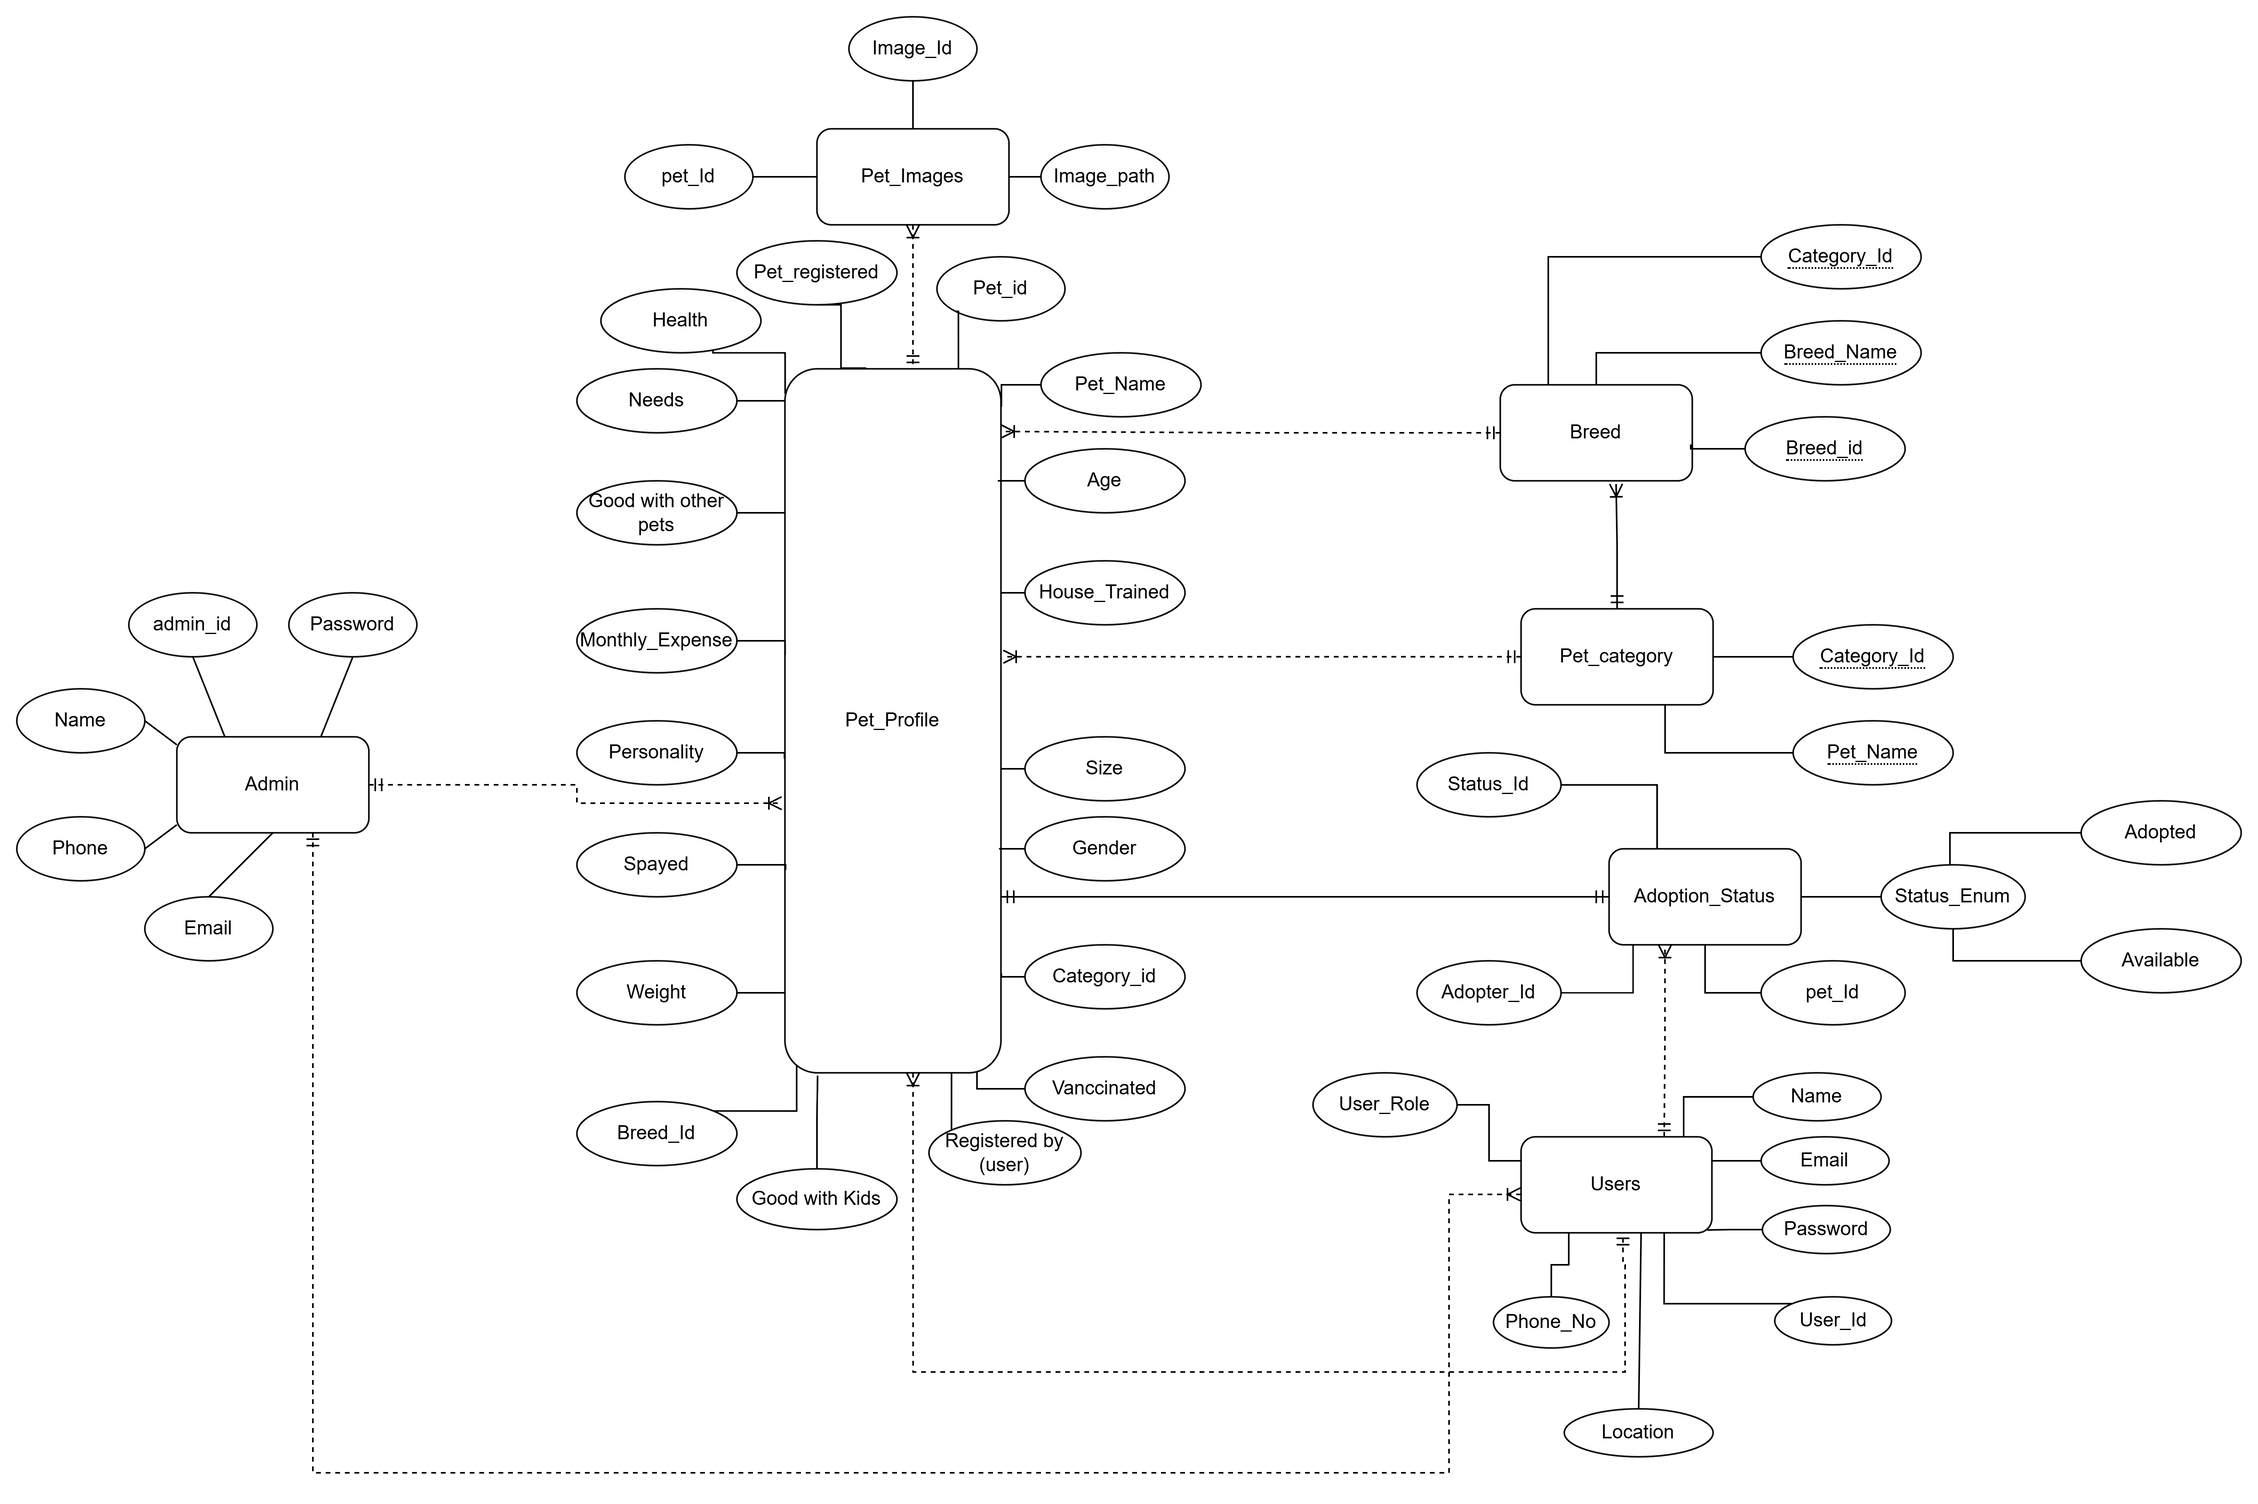 Image_Id
pet_Id
Pet_Images
Image_path
Pet_registered
Pet_id
Health
Needs
Good with other
pets
Monthly_Expense
Personality
Spayed
Weight
Breed_Id
Good with Kids
Registered by
(user)
Pet_Profile
Pet_Name
Age
House_Trained
Size
Gender
Category_id
Vanccinated
Category_Id
Breed_Name
Breed_id
Breed
Pet_category
Category_Id
Pet_Name
admin_id
Password
Name
Admin
Phone
Email
Status_Id
Adoption_Status
Status_Enum
Adopted
Available
Adopter_Id
pet_Id
User_Role
Name
Email
Users
Password
Phone_No
User_Id
Location